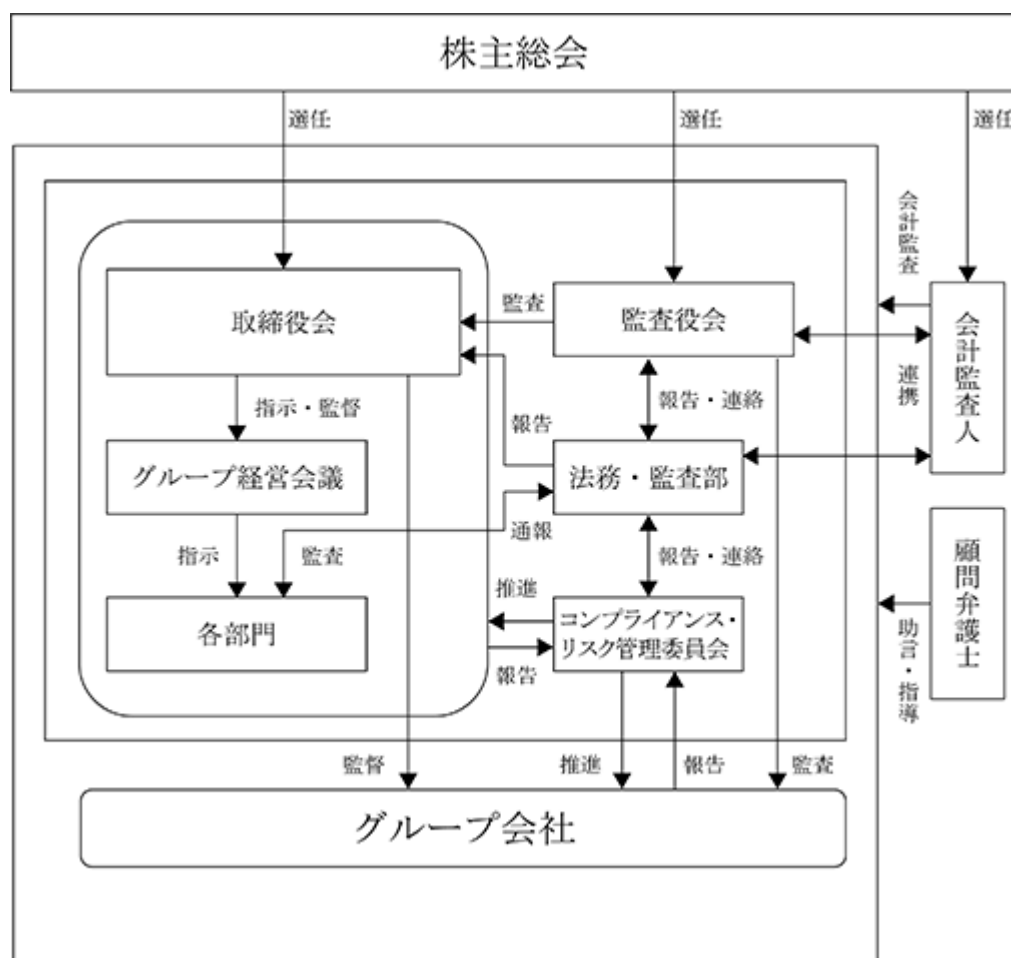 株主総会
選任
選任
選任
会計監査
取締役会
監査
監査役会
会計監査人
連携
指示・監督
報告
報告・連絡
グループ経営会議
法務・監査部
指示
監査
通報
報告・連絡
顧問弁護士
推進
各部門
コンプライアンス・
リスク管理委員会
報告
助言・指導
監督
推進
報告
監査
グループ会社